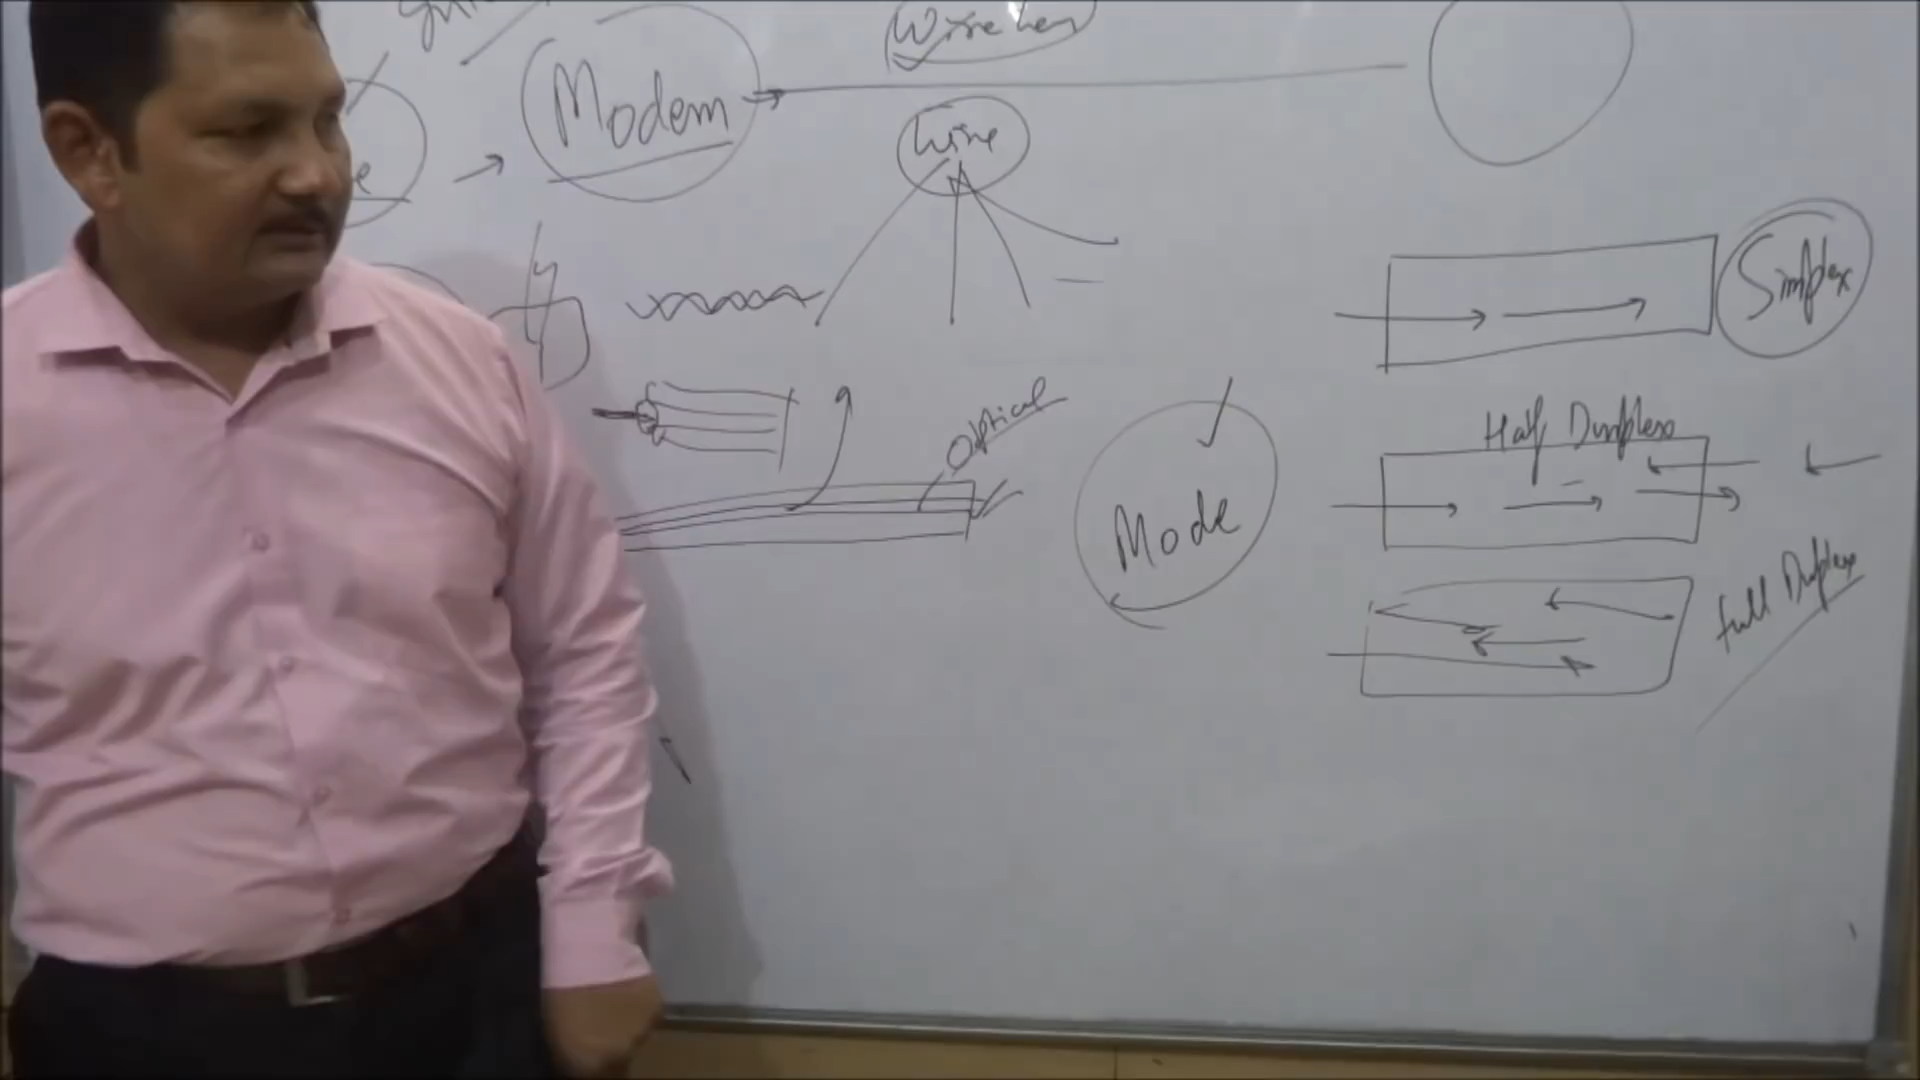 Wireless
Modem
Wire
Simplex
Optical
Half Duplex
Mode
Full Duplex